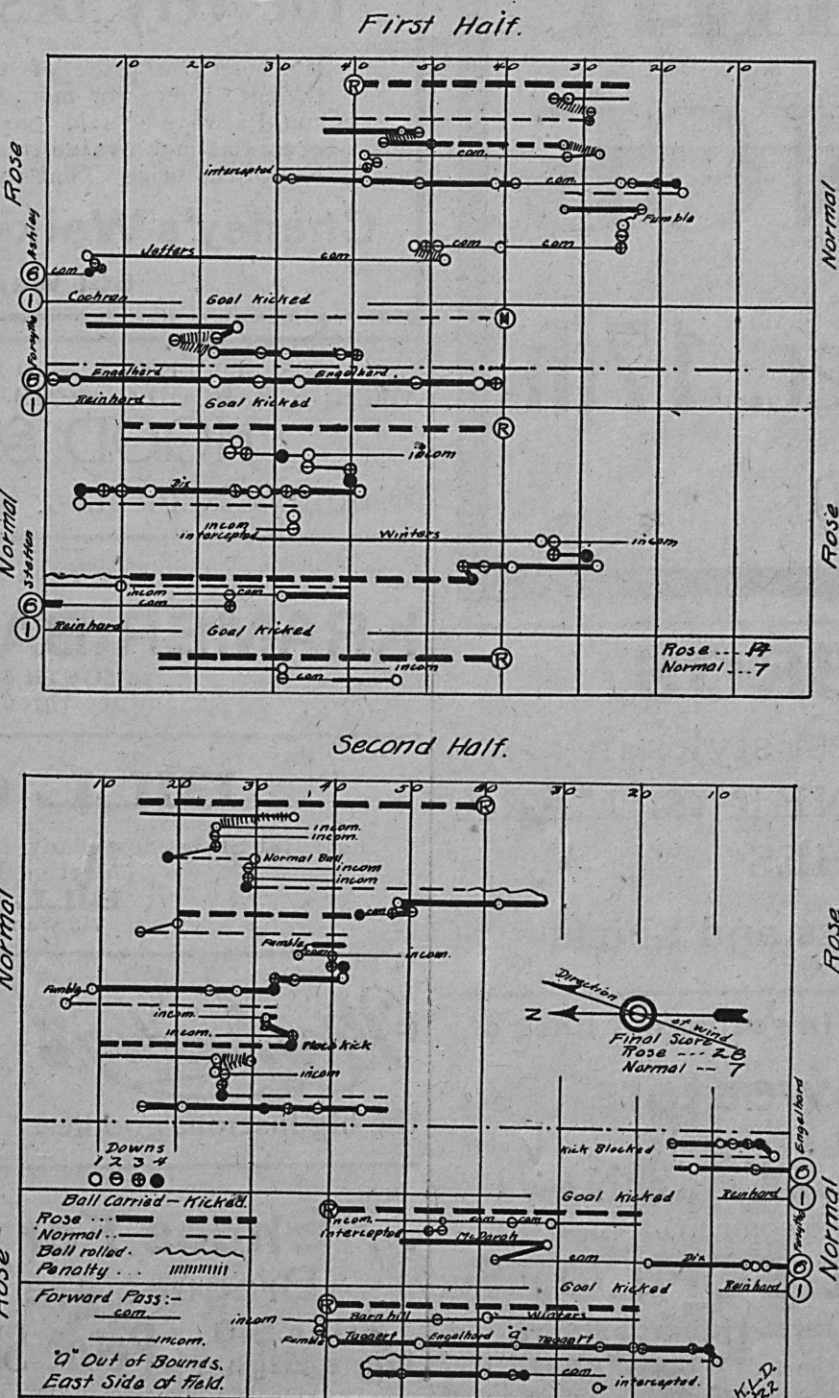 First Half.
10 20 30 40 50 40 30 20 10
R
com.
intercepted
com
Rose
Normal
Fumble
com com
Ashley
Jeffers
com
6 com
1 Cochran Goal Kicked
N
Forsythe
6 Engelhard Engelhard
1 Reinhard Goal Kicked
R
incom
Dix
Normal
Rose
incom
intercepted Winters incom
Station
incom com
6 com
1 Reinhard Goal Kicked
R
incom
com
Rose .... 14
Normal ... 7
Second Half.
10 20 30 40 50 30 20 10
R
incom.
incom.
Normal Ball
incom
incom
Normal
Rose
com
Fumble
com incom.
Fumble
incom.
incom.
Place kick
incom
Direction of Wind
N
Final Score
Rose --- 28
Normal -- 7
Engelhard
Kick Blocked
6
Goal Kicked Reinhard 1
Downs
1 2 3 4
Ball Carried - Kicked.
Rose
Normal
Ball rolled.
Penalty
Forward Pass:-
com
incom.
"a" Out of Bounds.
East Side of Field.
Rose
Normal
R
incom. com com
intercepted
McDarah
Forsythe
com Dix 6
Goal Kicked Reinhard 1
R
incom Barnhill Winters
Fumble Taggart Engelhard "a" Taggart
com
intercepted.
K.L.D.